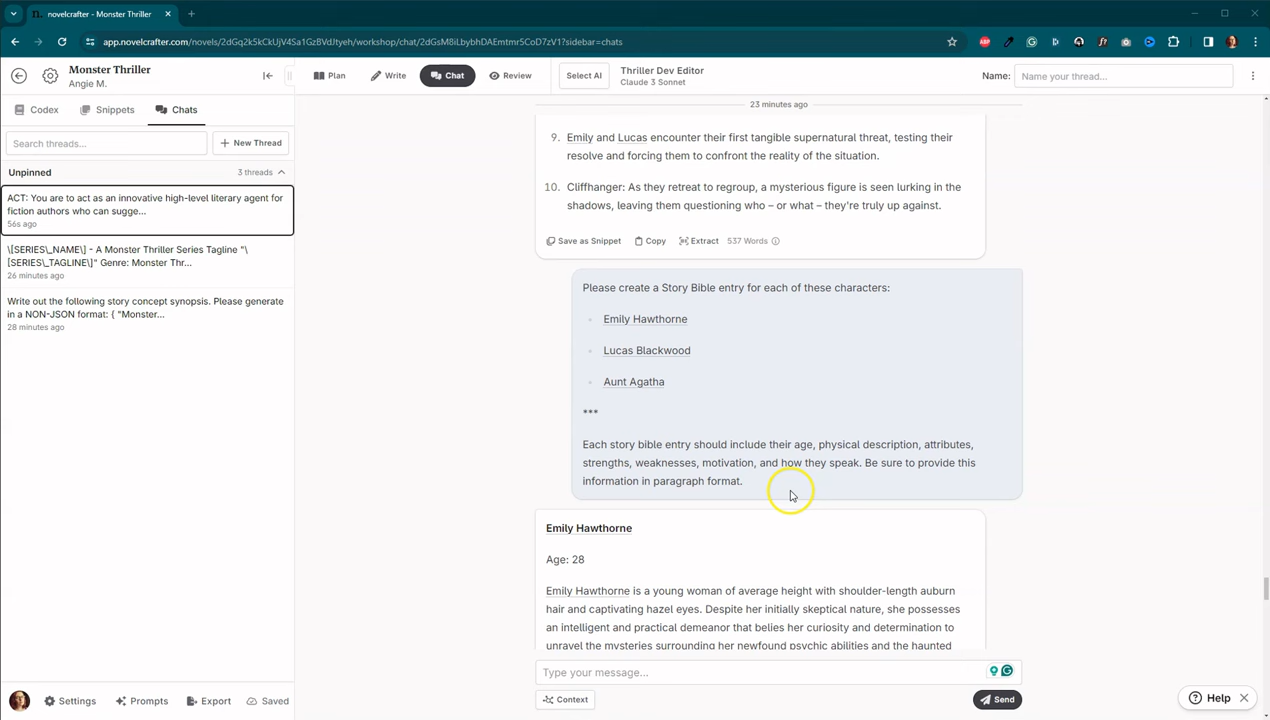 novelcrafter - Monster Thriller
app.novelcrafter.com/novels/2dGq2k5kCkUjV4Sa1GzBVdJtyeh/workshop/chat/2dGsM8iLbybhDAEmtmr5CoD7zV1?sidebar=chats
Monster Thriller
Angie M.
Plan
Write
Chat
Review
Select AI
Thriller Dev Editor
Claude 3 Sonnet
Name:
Name your thread...
Codex
Snippets
Chats
Search threads...
+ New Thread
Unpinned
3 threads
ACT: You are to act as an innovative high-level literary agent for
fiction authors who can sugge...
56s ago
\[SERIES\_NAME\] - A Monster Thriller Series Tagline "\
[SERIES\_TAGLINE\]" Genre: Monster Thr...
26 minutes ago
Write out the following story concept synopsis. Please generate
in a NON-JSON format: { "Monster...
28 minutes ago
23 minutes ago
9. Emily and Lucas encounter their first tangible supernatural threat, testing their
resolve and forcing them to confront the reality of the situation.
10. Cliffhanger: As they retreat to regroup, a mysterious figure is seen lurking in the
shadows, leaving them questioning who – or what – they're truly up against.
Save as Snippet
Copy
Extract
537 Words
Please create a Story Bible entry for each of these characters:
Emily Hawthorne
Lucas Blackwood
Aunt Agatha
***
Each story bible entry should include their age, physical description, attributes,
strengths, weaknesses, motivation, and how they speak. Be sure to provide this
information in paragraph format.
Emily Hawthorne
Age: 28
Emily Hawthorne is a young woman of average height with shoulder-length auburn
hair and captivating hazel eyes. Despite her initially skeptical nature, she possesses
an intelligent and practical demeanor that belies her curiosity and determination to
unravel the mysteries surrounding her newfound psychic abilities and the haunted
Type your message...
Context
Send
Settings
Prompts
Export
Saved
Help